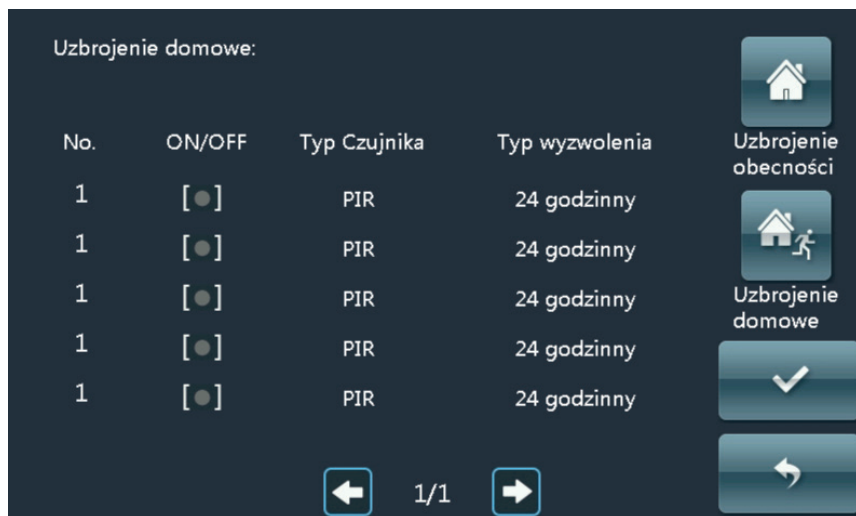 Uzbrojenie domowe:
No. ON/OFF Typ Czujnika Typ wyzwolenia
1 [●] PIR 24 godzinny
1 [●] PIR 24 godzinny
1 [●] PIR 24 godzinny
1 [●] PIR 24 godzinny
1 [●] PIR 24 godzinny
1/1
Uzbrojenie
obecności
Uzbrojenie
domowe